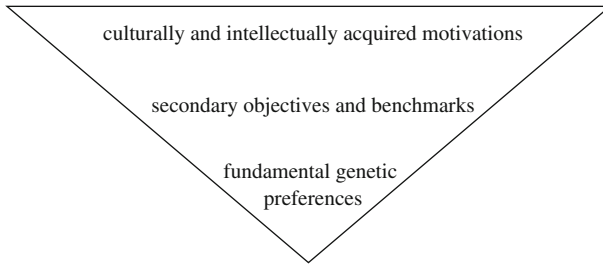 culturally and intellectually acquired motivations
secondary objectives and benchmarks
fundamental genetic
preferences